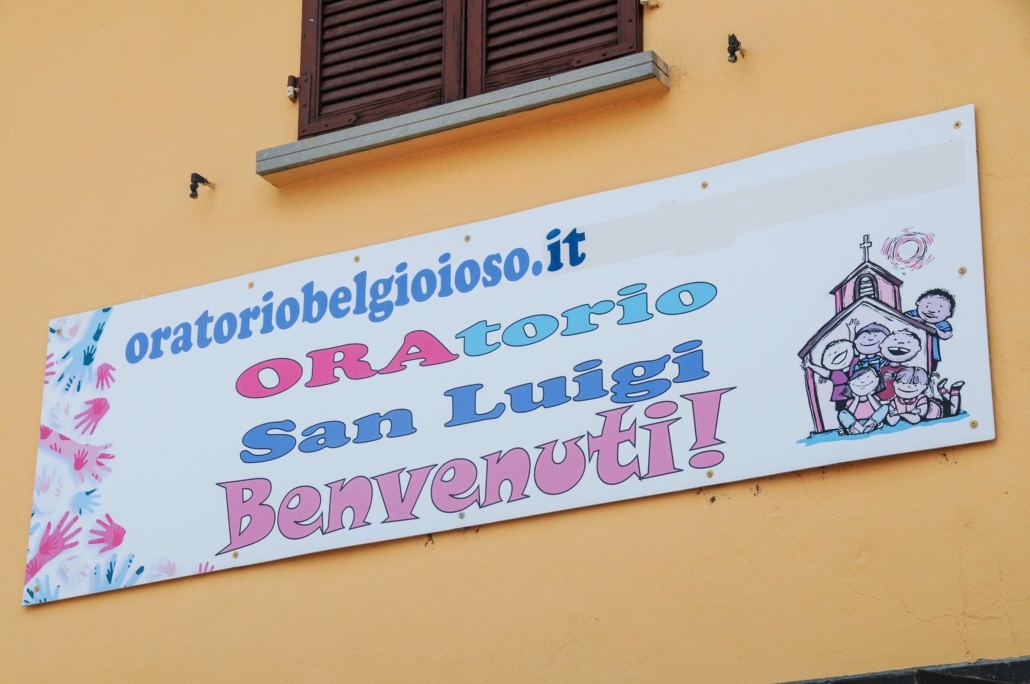 oratoriobelgioioso.it
ORAtorio
San Luigi
Benvenuti!